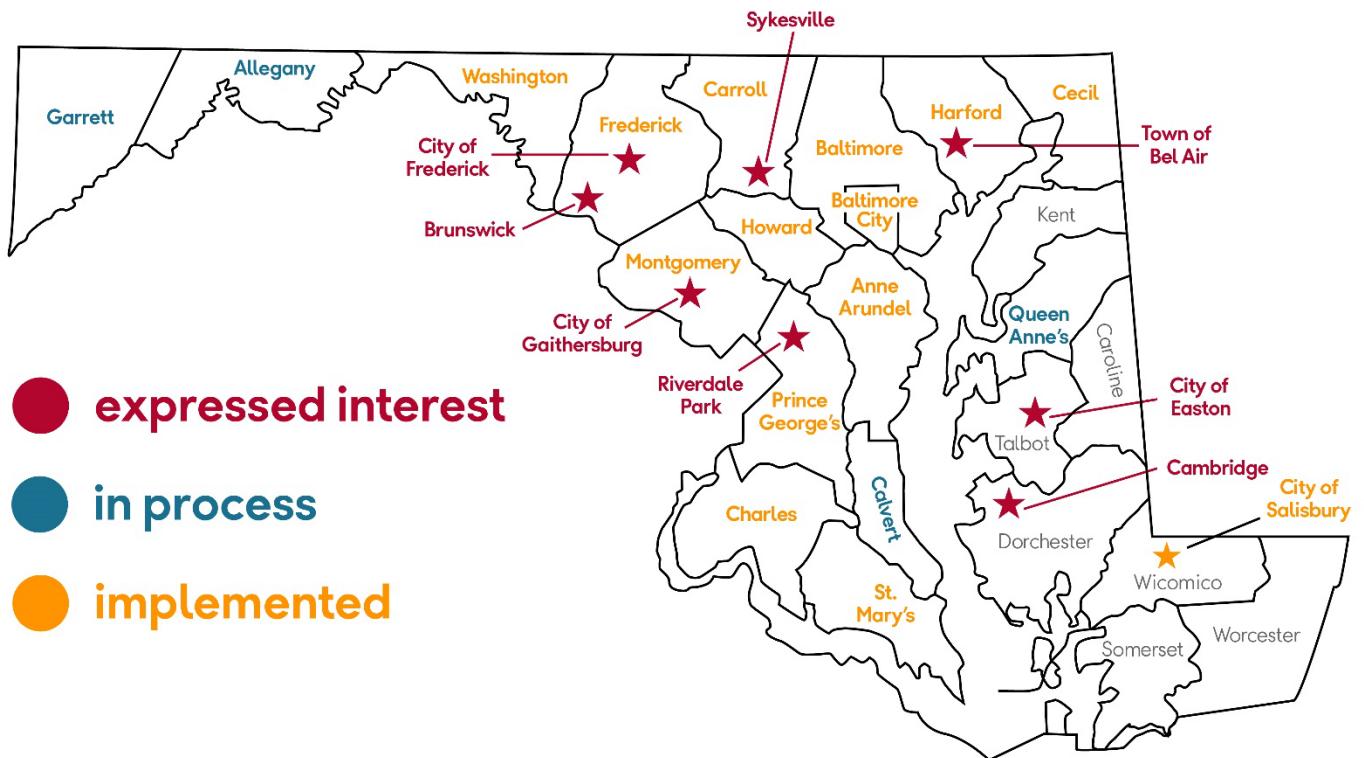 Sykesville
Allegany
Washington
Carroll
Cecil
Garrett
Frederick
Harford
City of
Frederick
Baltimore
Town of
Bel Air
Brunswick
Baltimore
City
Howard
Kent
Montgomery
Anne
Arundel
City of
Gaithersburg
Queen
Anne's
Caroline
Riverdale
Park
Prince
George's
City of
Easton
Talbot
expressed interest
in process
implemented
Cambridge
Calvert
City of
Salisbury
Charles
Dorchester
Wicomico
St.
Mary's
Somerset
Worcester